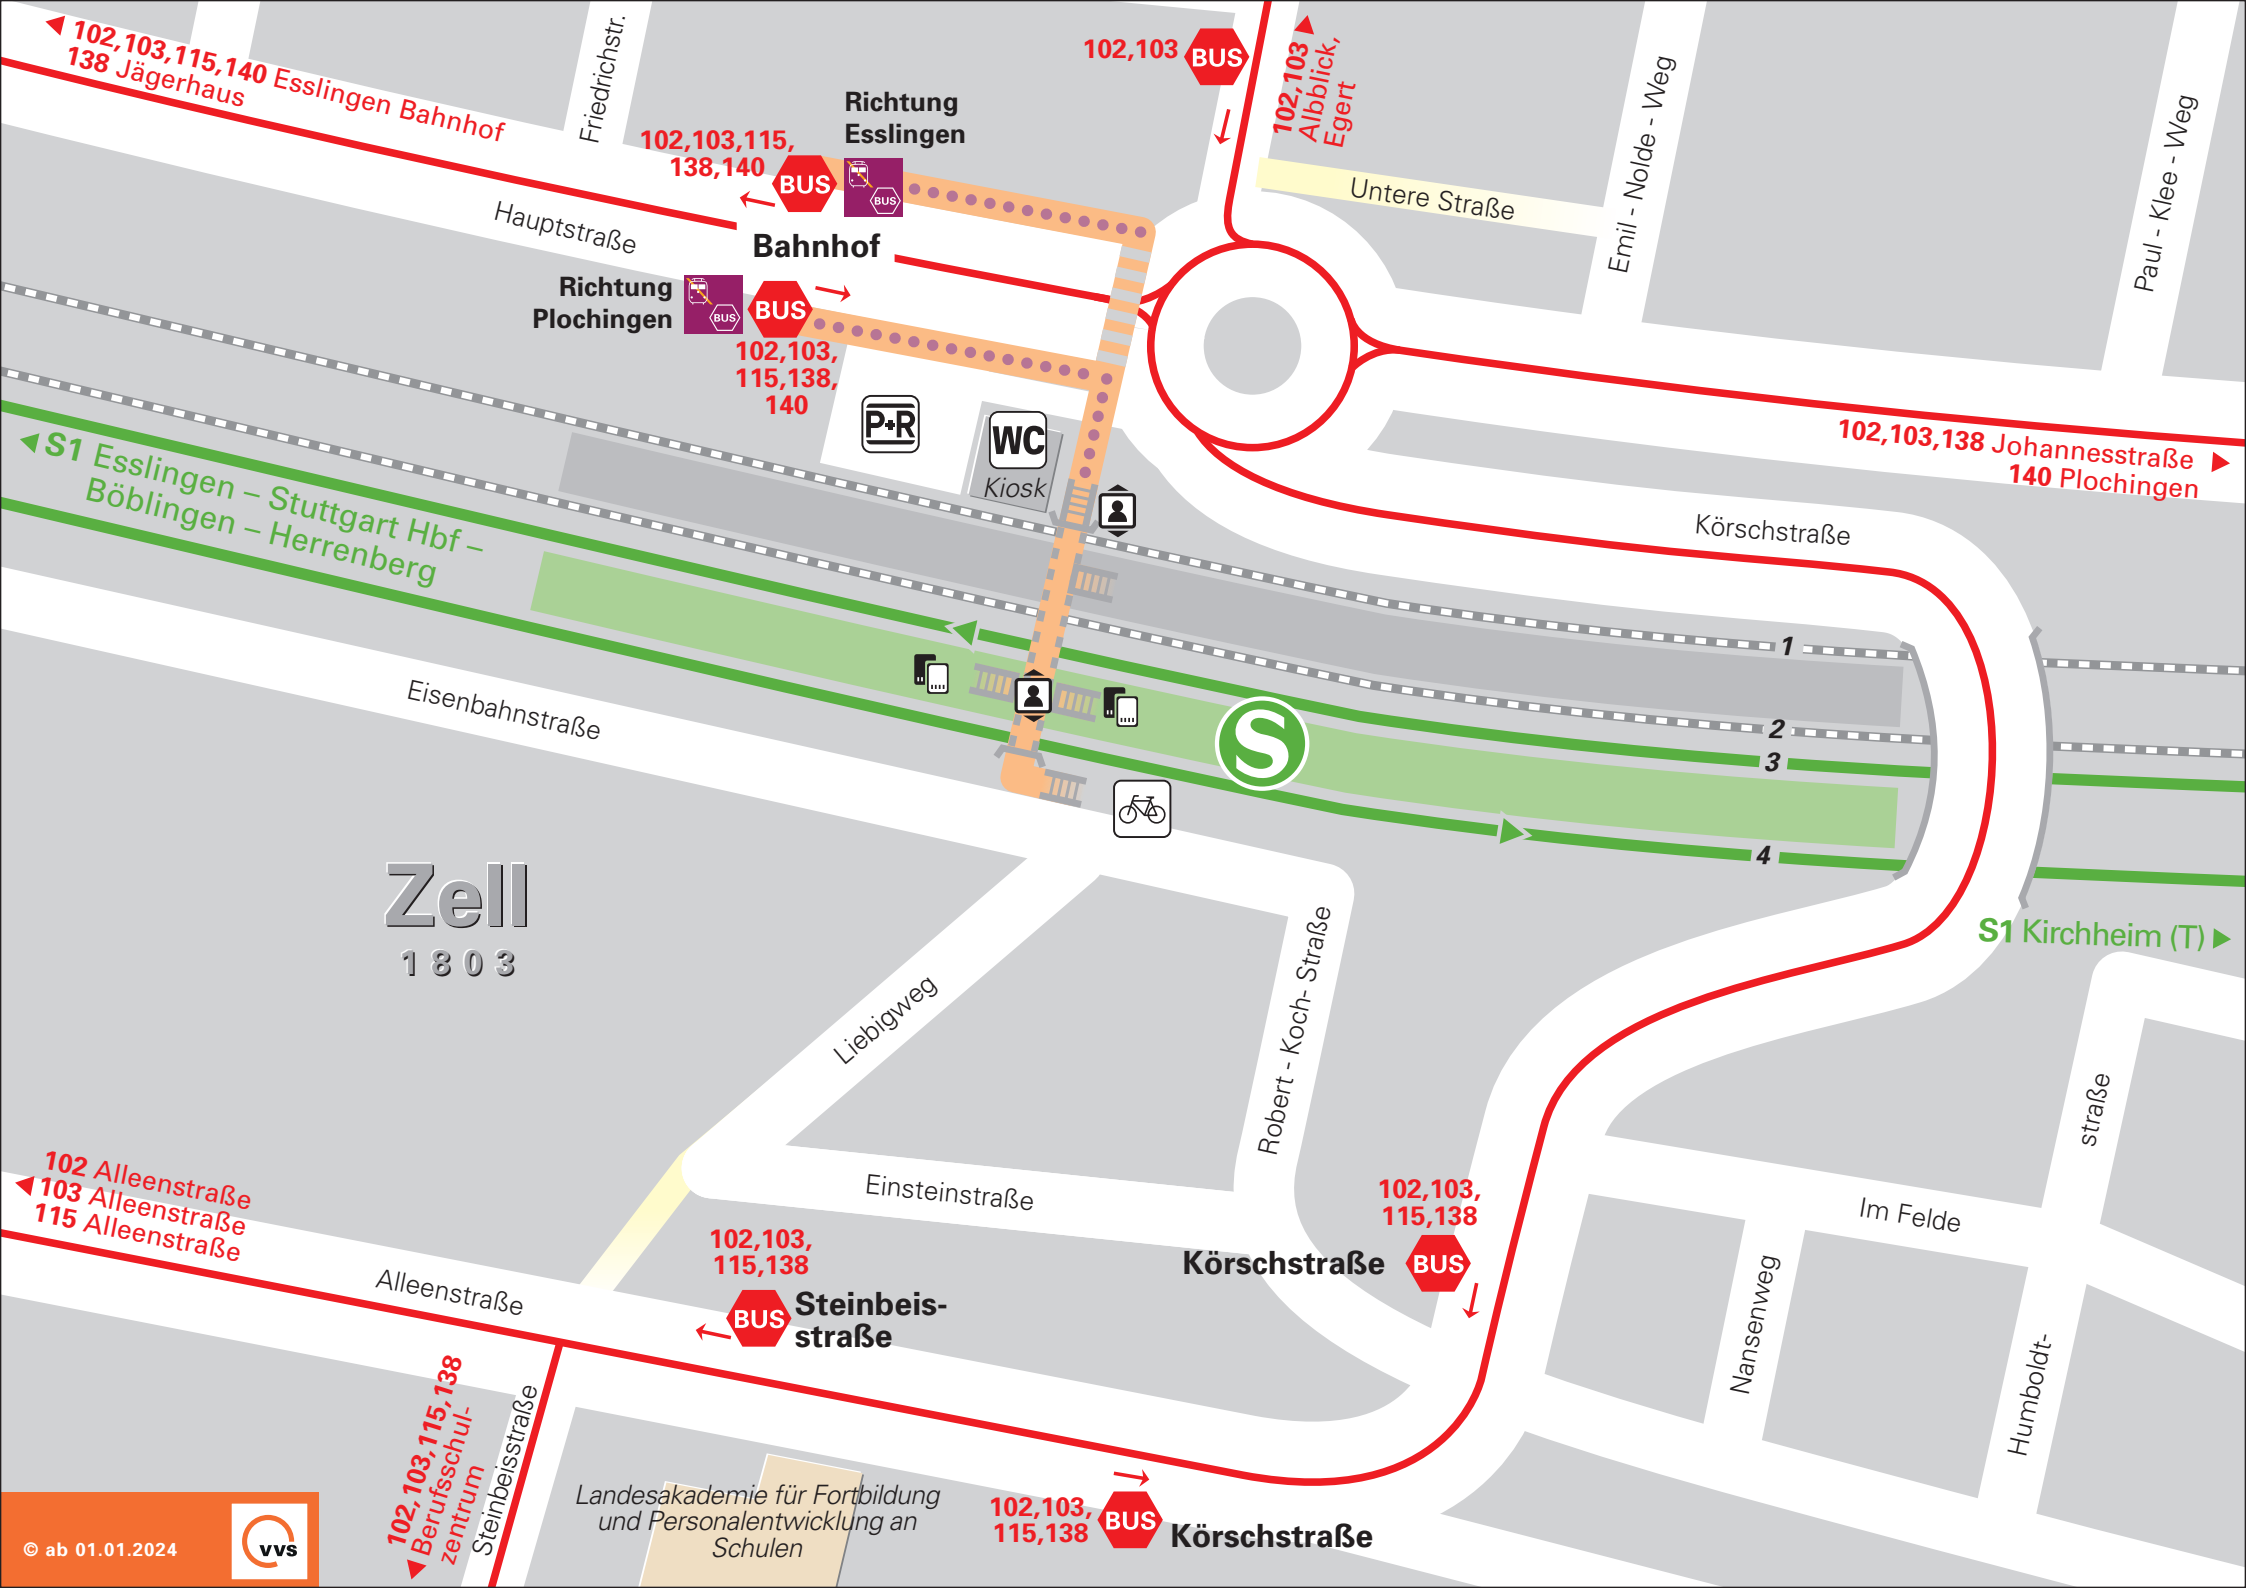 102,103,115,140 Esslingen Bahnhof
138 Jägerhaus
Friedrichstr.
102,103
BUS
102,103
Albblick,
Egert
Richtung
Esslingen
102,103,115,
138,140
BUS
BUS
Hauptstraße
Bahnhof
Richtung
Plochingen
BUS
BUS
102,103,
115,138,
140
Untere Straße
Emil - Nolde - Weg
Paul - Klee - Weg
P+R
WC
Kiosk
102,103,138 Johannesstraße
140 Plochingen
Körschstraße
S1 Esslingen – Stuttgart Hbf –
Böblingen – Herrenberg
1
2
3
4
S
Eisenbahnstraße
Zell
1803
S1 Kirchheim (T)
Liebigweg
Robert - Koch- Straße
Einsteinstraße
102 Alleenstraße
103 Alleenstraße
115 Alleenstraße
Alleenstraße
102,103,
115,138
BUS
Steinbeis-
straße
102,103,
115,138
Körschstraße
BUS
Im Felde
Nansenweg
Humboldt-
straße
102,103,115,138
Berufsschul-
zentrum
Steinbeisstraße
Landesakademie für Fortbildung
und Personalentwicklung an
Schulen
102,103,
115,138
BUS
Körschstraße
© ab 01.01.2024
vvs